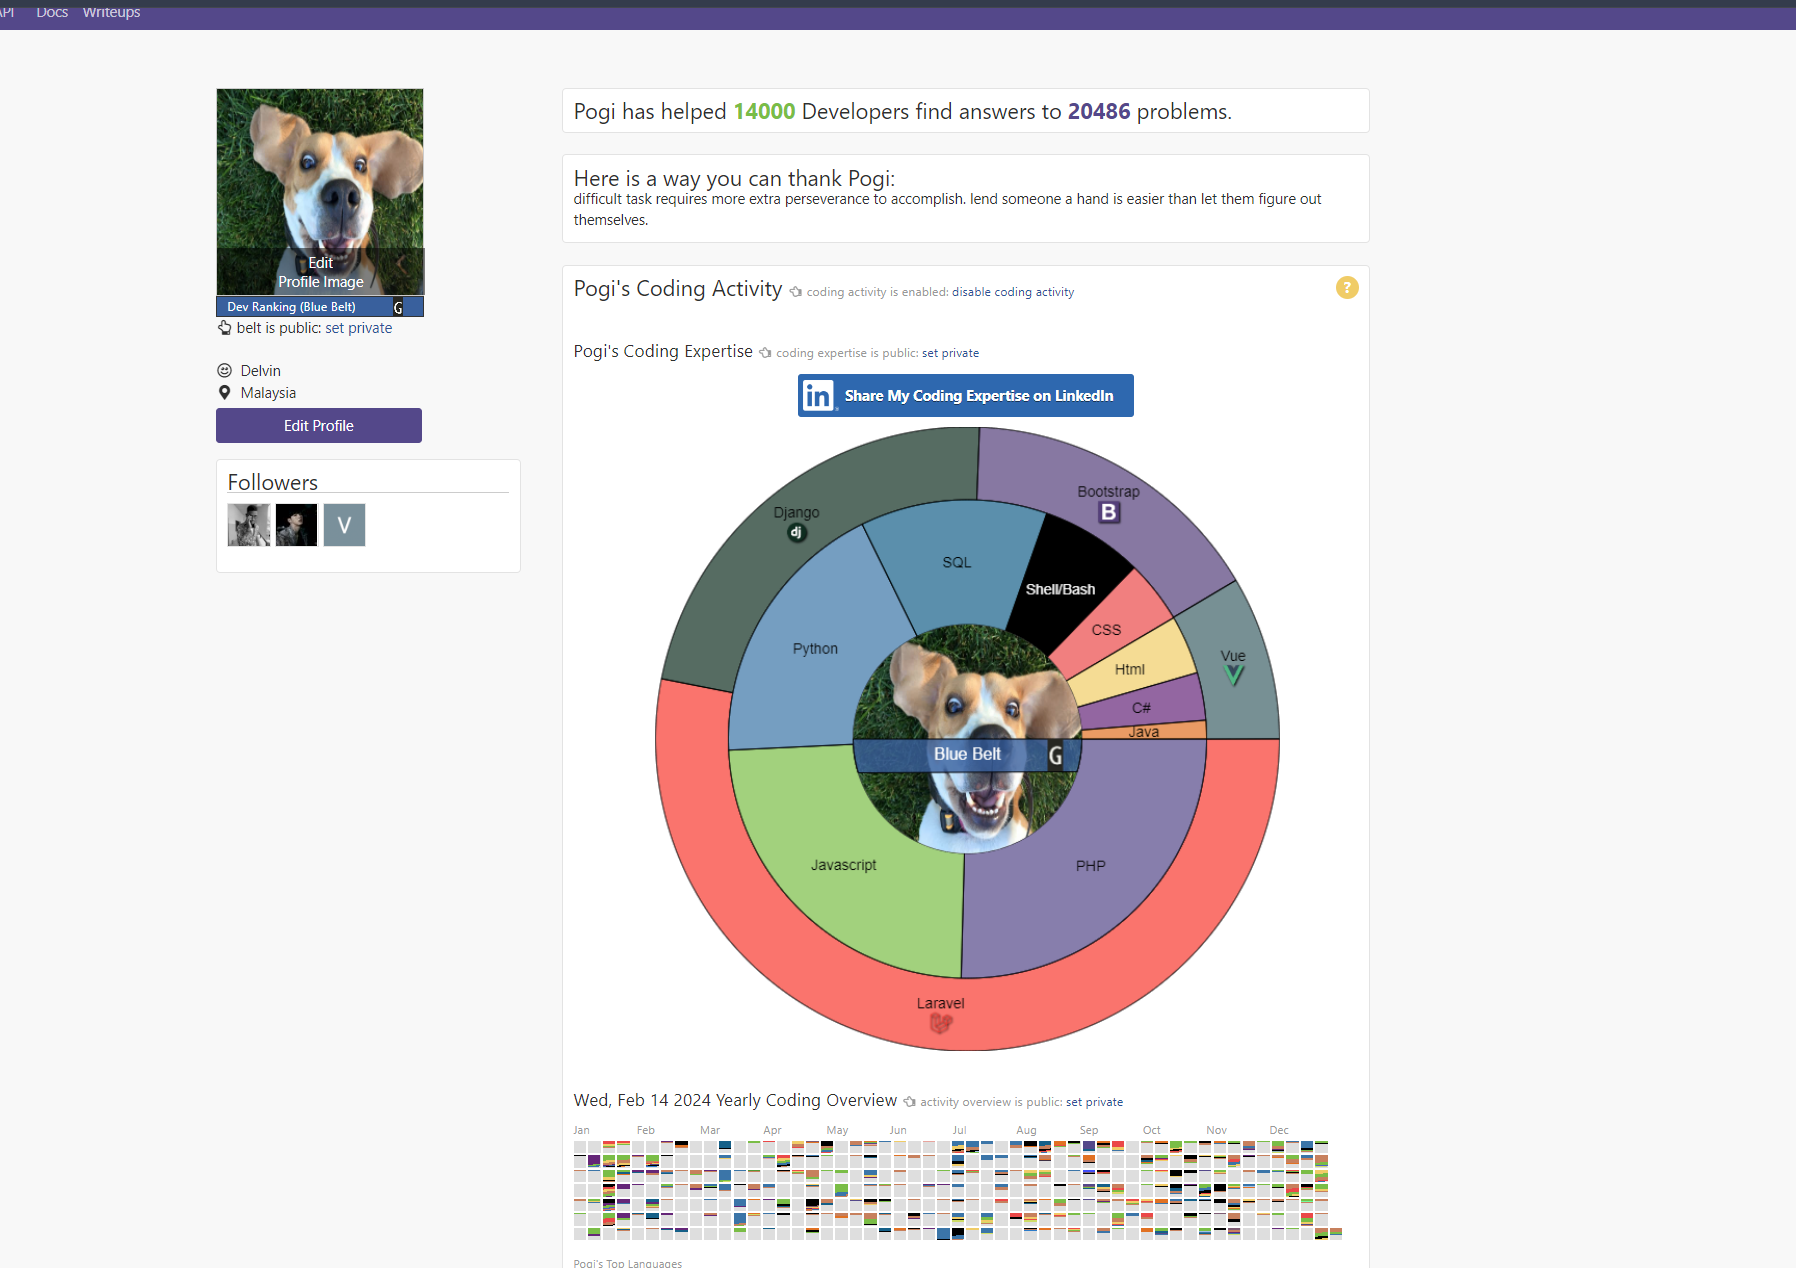 API Docs Writeups
Edit
Profile Image
Dev Ranking (Blue Belt) G
belt is public: set private
Delvin
Malaysia
Edit Profile
Followers
V
Pogi has helped 14000 Developers find answers to 20486 problems.
Here is a way you can thank Pogi:
difficult task requires more extra perseverance to accomplish. lend someone a hand is easier than let them figure out
themselves.
Pogi's Coding Activity coding activity is enabled: disable coding activity ?
Pogi's Coding Expertise coding expertise is public: set private
in Share My Coding Expertise on LinkedIn
Bootstrap
B
Django
dj
SQL
Shell/Bash
CSS
Python
Vue
Html
C#
Java
Blue Belt G
Javascript
PHP
Laravel
Wed, Feb 14 2024 Yearly Coding Overview activity overview is public: set private
Jan Feb Mar Apr May Jun Jul Aug Sep Oct Nov Dec
Pogi's Top Languages